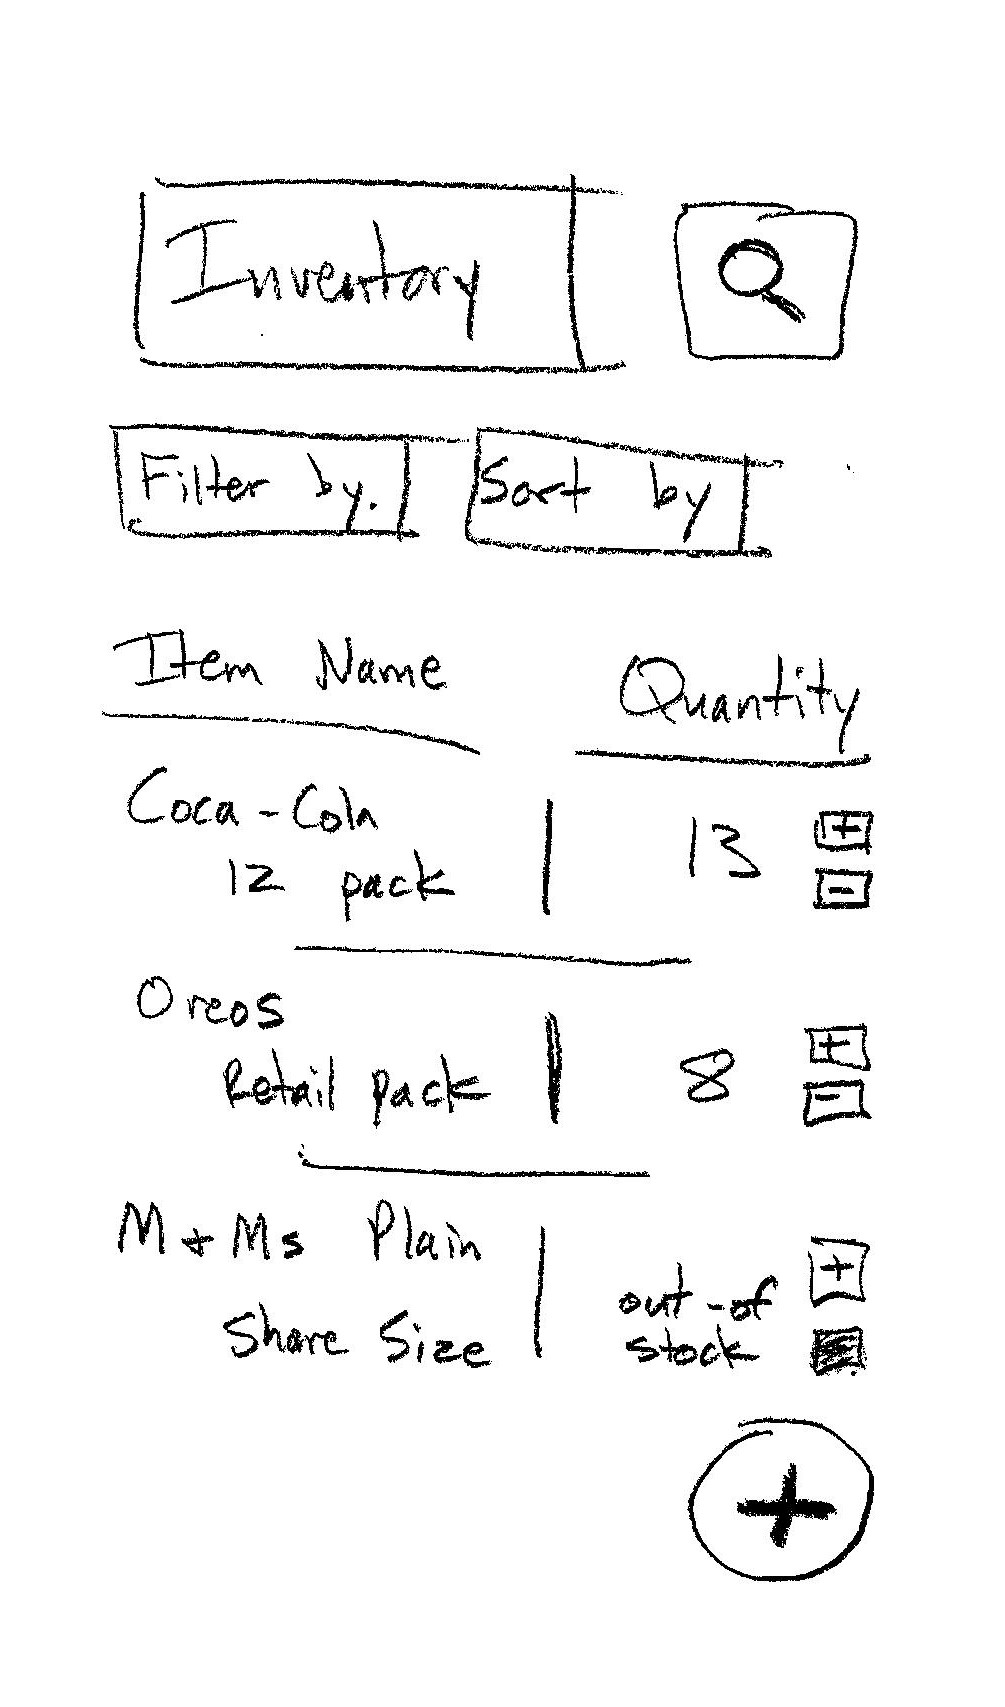 Inventory
Filter by.
Sort by
Item Name
Quantity
Coca-Cola
12 pack
13
+
-
Oreos
Retail pack
8
+
-
M+Ms Plain
Share Size
out-of
stock
+
+